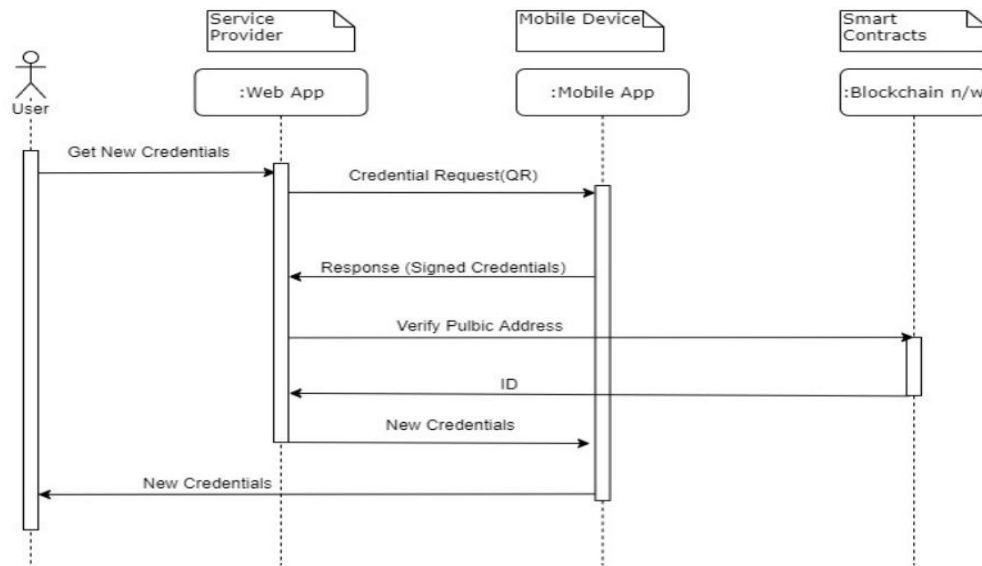 Service
Provider
Mobile Device
Smart
Contracts
User
:Web App
:Mobile App
:Blockchain n/w
Get New Credentials
Credential Request(QR)
Response (Signed Credentials)
Verify Pulbic Address
ID
New Credentials
New Credentials